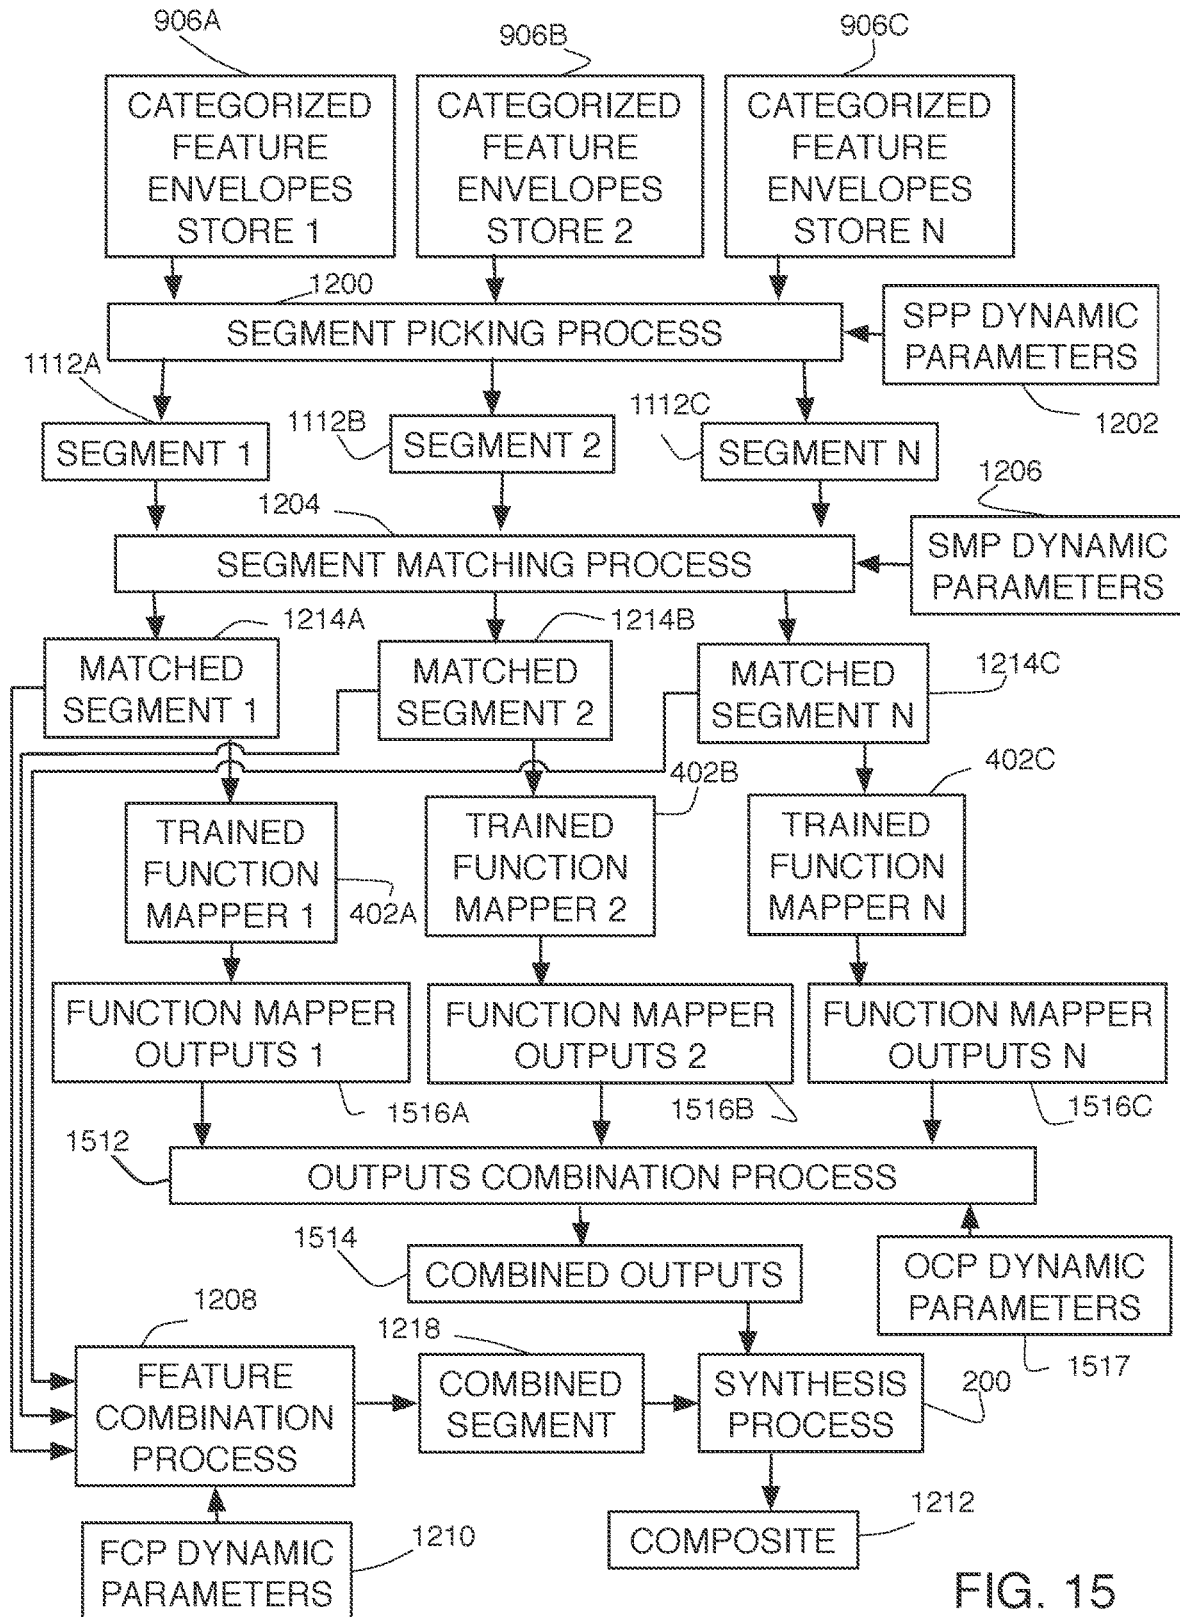 906A
906B
906C
CATEGORIZED
FEATURE
ENVELOPES
STORE 1
CATEGORIZED
FEATURE
ENVELOPES
STORE 2
CATEGORIZED
FEATURE
ENVELOPES
STORE N
1200
SEGMENT PICKING PROCESS
SPP DYNAMIC
PARAMETERS
1202
1112A
SEGMENT 1
1112B
SEGMENT 2
1112C
SEGMENT N
1204
SEGMENT MATCHING PROCESS
1206
SMP DYNAMIC
PARAMETERS
1214A
MATCHED
SEGMENT 1
1214B
MATCHED
SEGMENT 2
1214C
MATCHED
SEGMENT N
TRAINED
FUNCTION
MAPPER 1
402A
402B
TRAINED
FUNCTION
MAPPER 2
402C
TRAINED
FUNCTION
MAPPER N
FUNCTION MAPPER
OUTPUTS 1
1516A
FUNCTION MAPPER
OUTPUTS 2
1516B
FUNCTION MAPPER
OUTPUTS N
1516C
1512
OUTPUTS COMBINATION PROCESS
1514
COMBINED OUTPUTS
OCP DYNAMIC
PARAMETERS
1517
1208
FEATURE
COMBINATION
PROCESS
1218
COMBINED
SEGMENT
SYNTHESIS
PROCESS
200
FCP DYNAMIC
PARAMETERS
1210
COMPOSITE
1212
FIG. 15